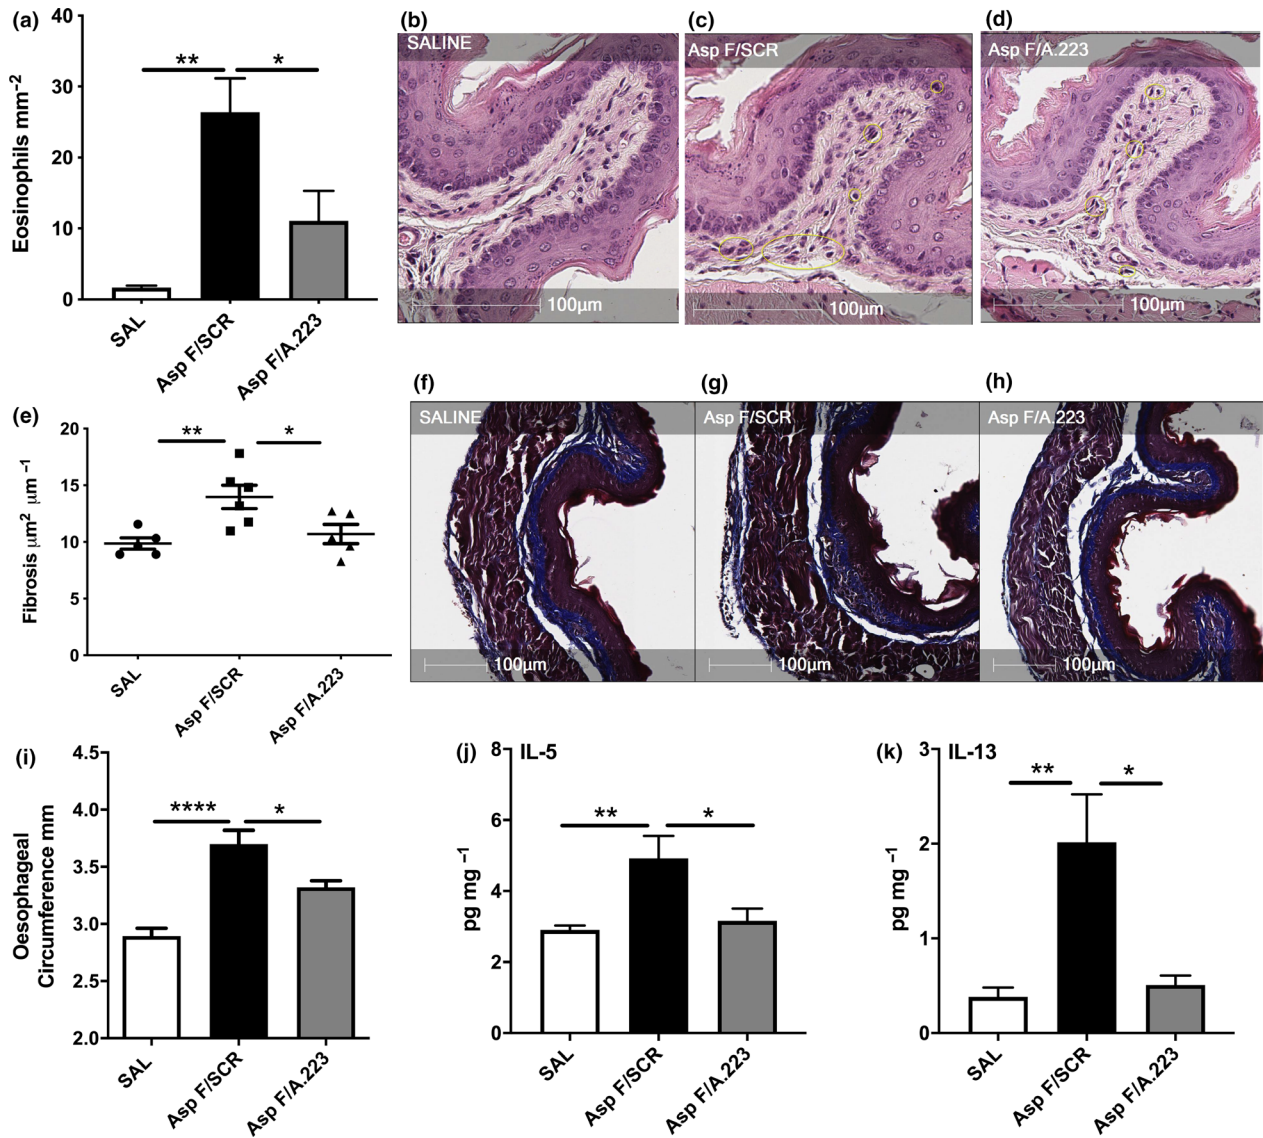 (a)
40
30
20
10
0
Eosinophils mm⁻²
**
*
SAL
Asp F/SCR
Asp F/A.223
(b)
SALINE
100μm
(c)
Asp F/SCR
100μm
(d)
Asp F/A.223
100μm
(e)
20
15
10
5
0
Fibrosis μm² μm ⁻¹
**
*
SAL
Asp F/SCR
Asp F/A.223
(f)
SALINE
100μm
(g)
Asp F/SCR
100μm
(h)
Asp F/A.223
100μm
(i)
4.5
4.0
3.5
3.0
2.5
2.0
Oesophageal
Circumference mm
****
*
SAL
Asp F/SCR
Asp F/A.223
(j)
IL-5
8
6
4
2
0
pg mg ⁻¹
**
*
SAL
Asp F/SCR
Asp F/A.223
(k)
IL-13
3
2
1
0
pg mg ⁻¹
**
*
SAL
Asp F/SCR
Asp F/A.223